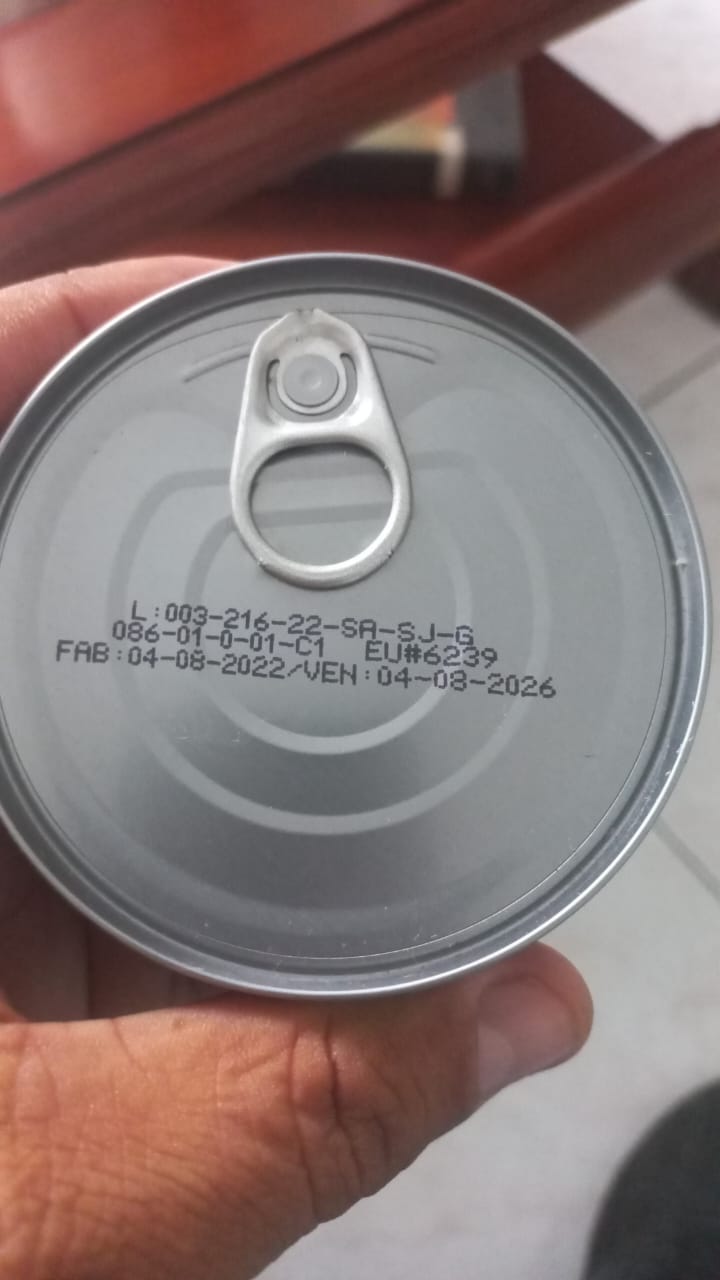 L:003-216-22-SA-SJ-G
086-01-0-01-C1 EU#6239
FAB:04-08-2022/VEN:04-08-2026